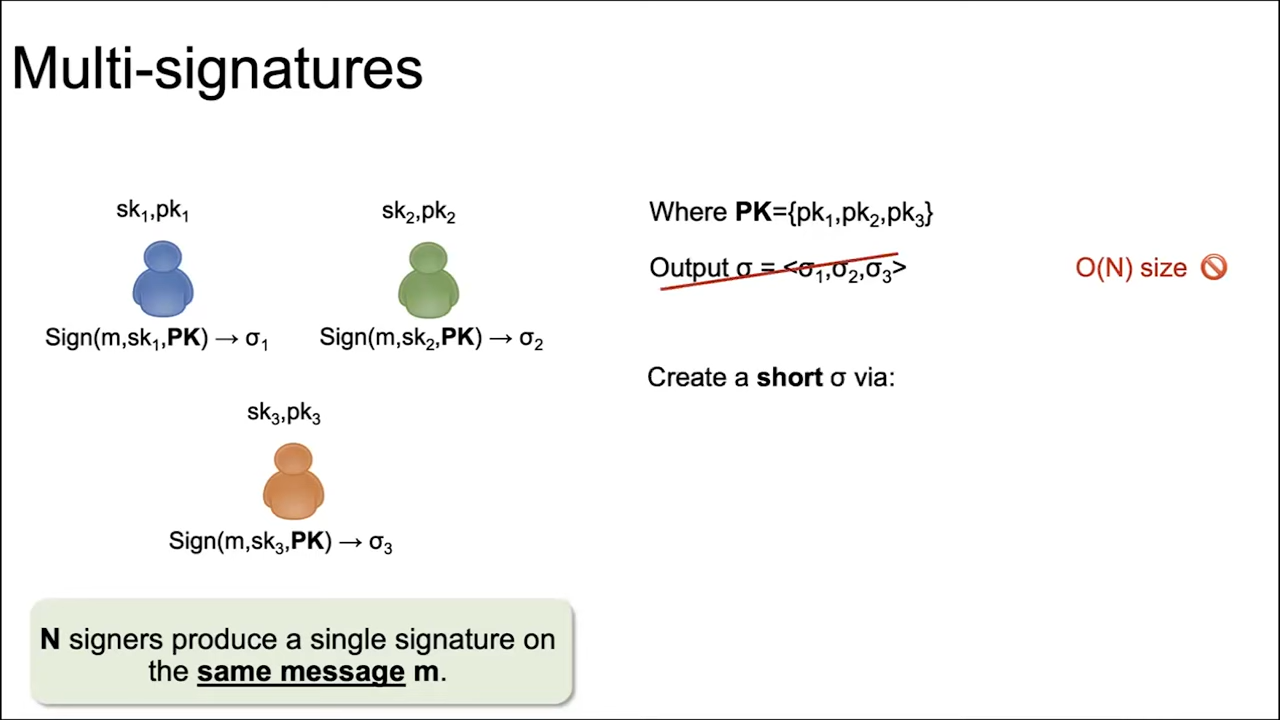 Multi-signatures
sk₁,pk₁
sk₂,pk₂
Sign(m,sk₁,PK) → σ₁
Sign(m,sk₂,PK) → σ₂
sk₃,pk₃
Sign(m,sk₃,PK) → σ₃
N signers produce a single signature on
the same message m.
Where PK={pk₁,pk₂,pk₃}
Output σ = <σ₁,σ₂,σ₃>
O(N) size
Create a short σ via: